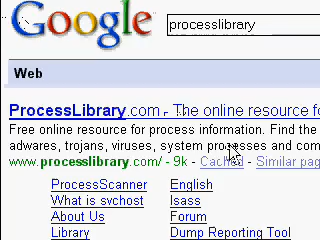 Google
processlibrary
Web
ProcessLibrary.com - The online resource fo
Free online resource for process information. Find the
adwares, trojans, viruses, system processes and com
www.processlibrary.com/ - 9k - Cached - Similar pag
ProcessScanner English
What is svchost lsass
About Us Forum
Library Dump Reporting Tool